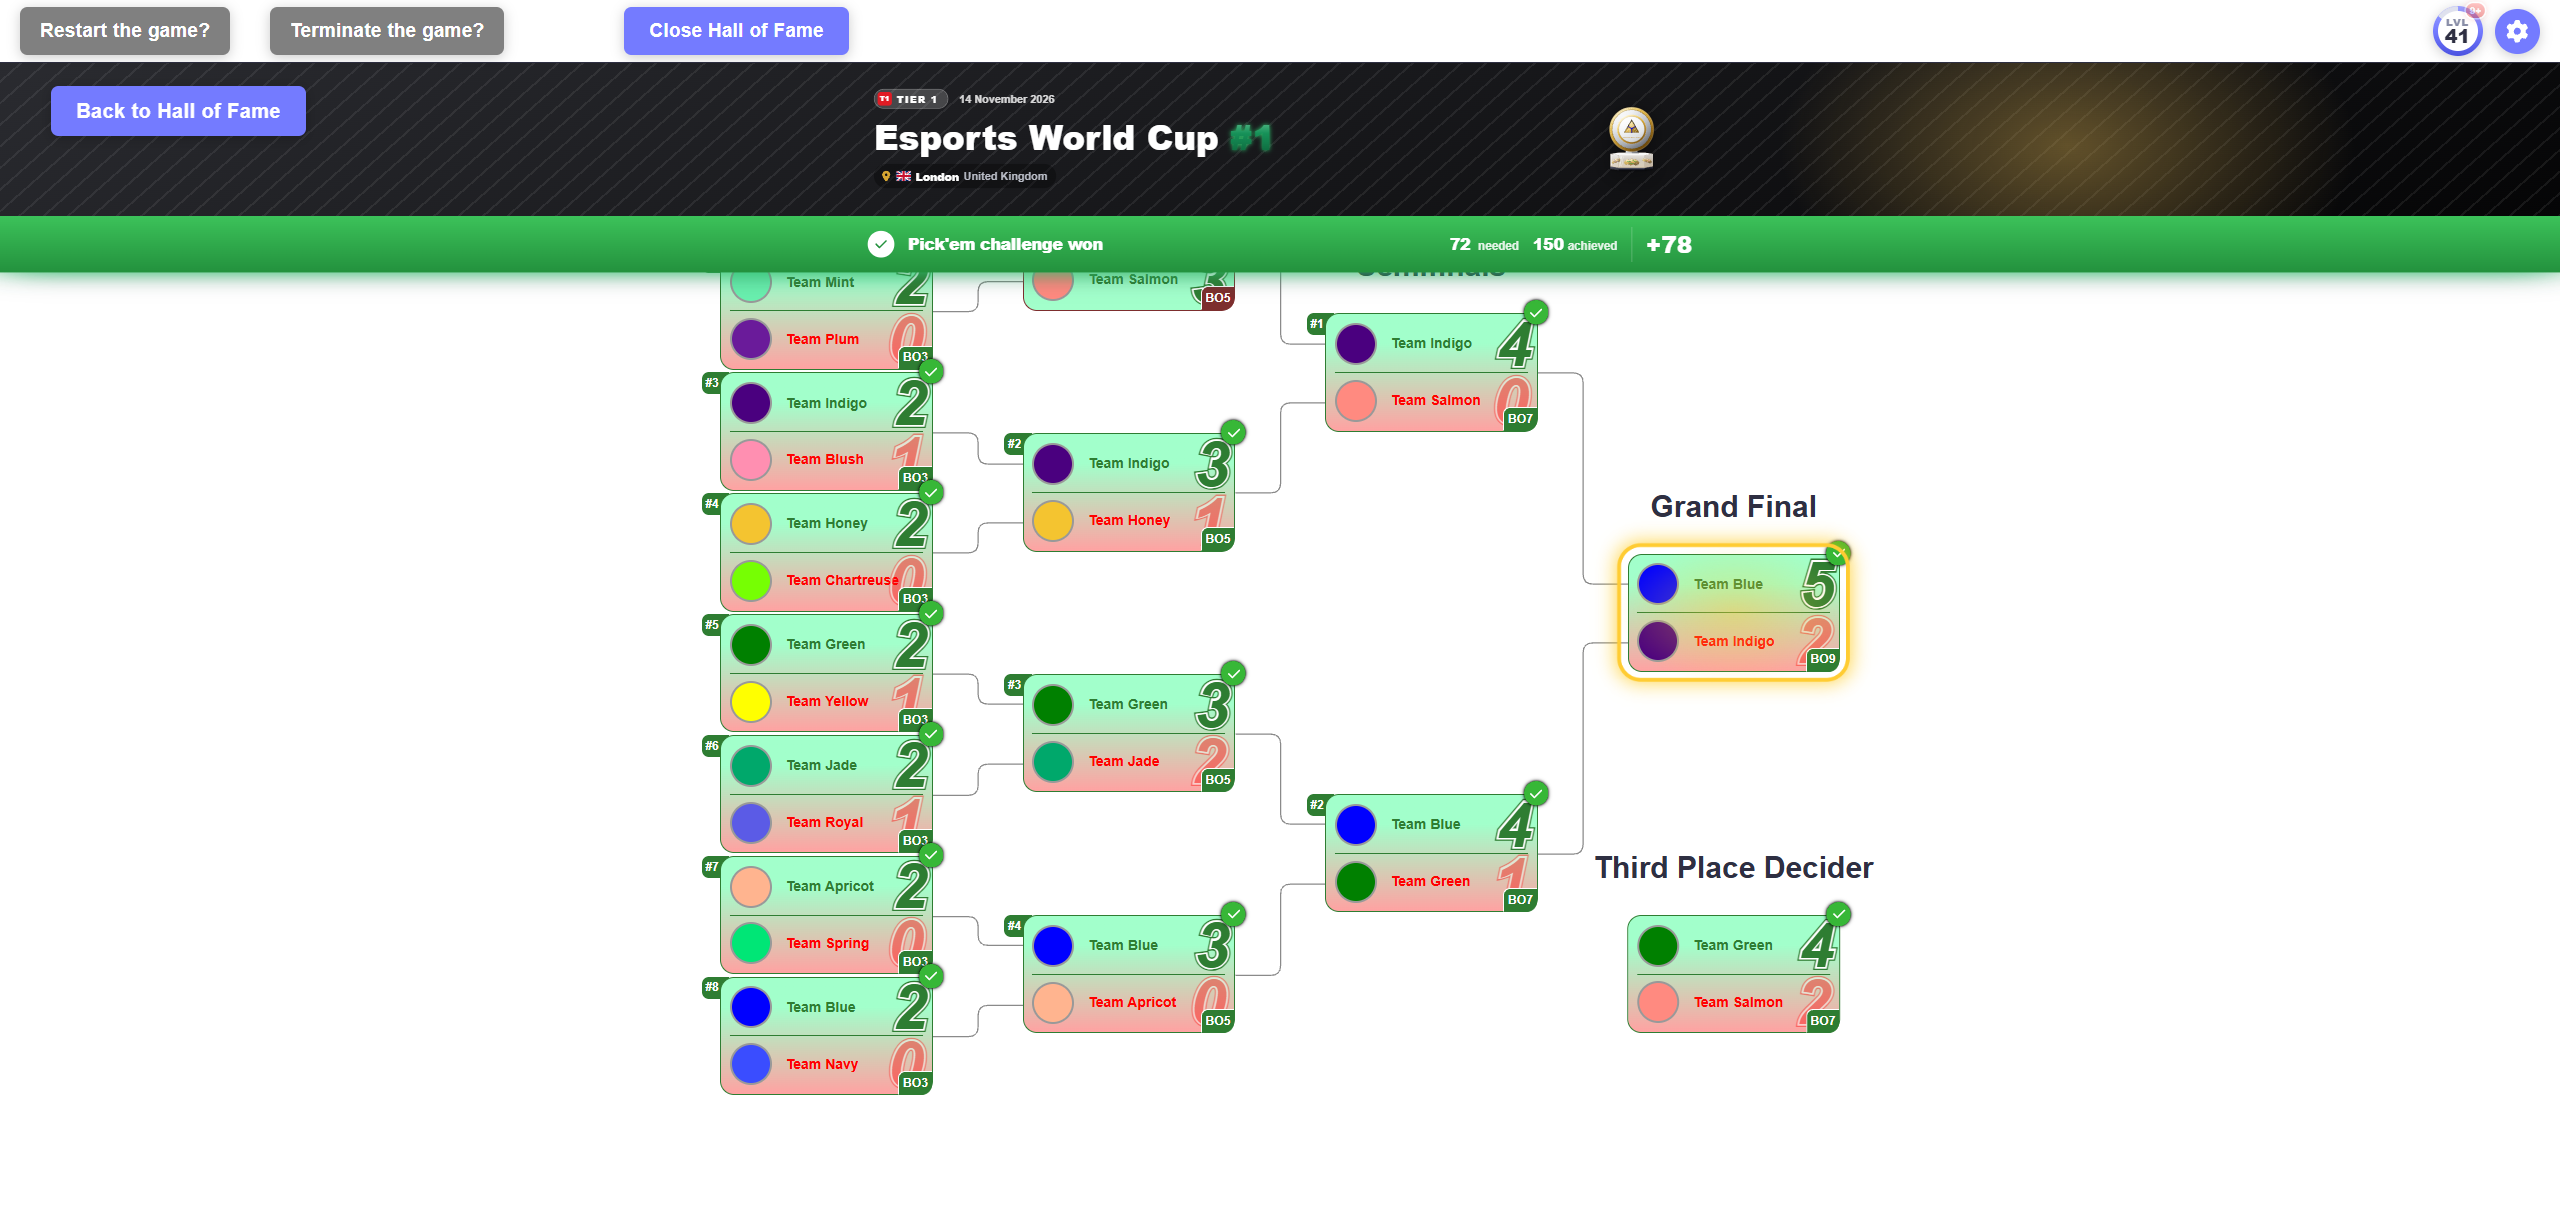 Restart the game?
Terminate the game?
Close Hall of Fame
LVL
41
9+
Back to Hall of Fame
T1 TIER 1
14 November 2026
Esports World Cup #1
London United Kingdom
Pick'em challenge won
72 needed 150 achieved +78
Team Mint 2
Team Plum 0
BO3
#3
Team Indigo 2
Team Blush 1
BO3
#4
Team Honey 2
Team Chartreuse 0
BO3
#5
Team Green 2
Team Yellow 1
BO3
#6
Team Jade 2
Team Royal 1
BO3
#7
Team Apricot 2
Team Spring 0
BO3
#8
Team Blue 2
Team Navy 0
BO3
Team Salmon 3
BO5
#2
Team Indigo 3
Team Honey 1
BO5
#3
Team Green 3
Team Jade 2
BO5
#4
Team Blue 3
Team Apricot 0
BO5
#1
Team Indigo 4
Team Salmon 0
BO7
#2
Team Blue 4
Team Green 1
BO7
Grand Final
Team Blue 5
Team Indigo 2
BO9
Third Place Decider
Team Green 4
Team Salmon 2
BO7